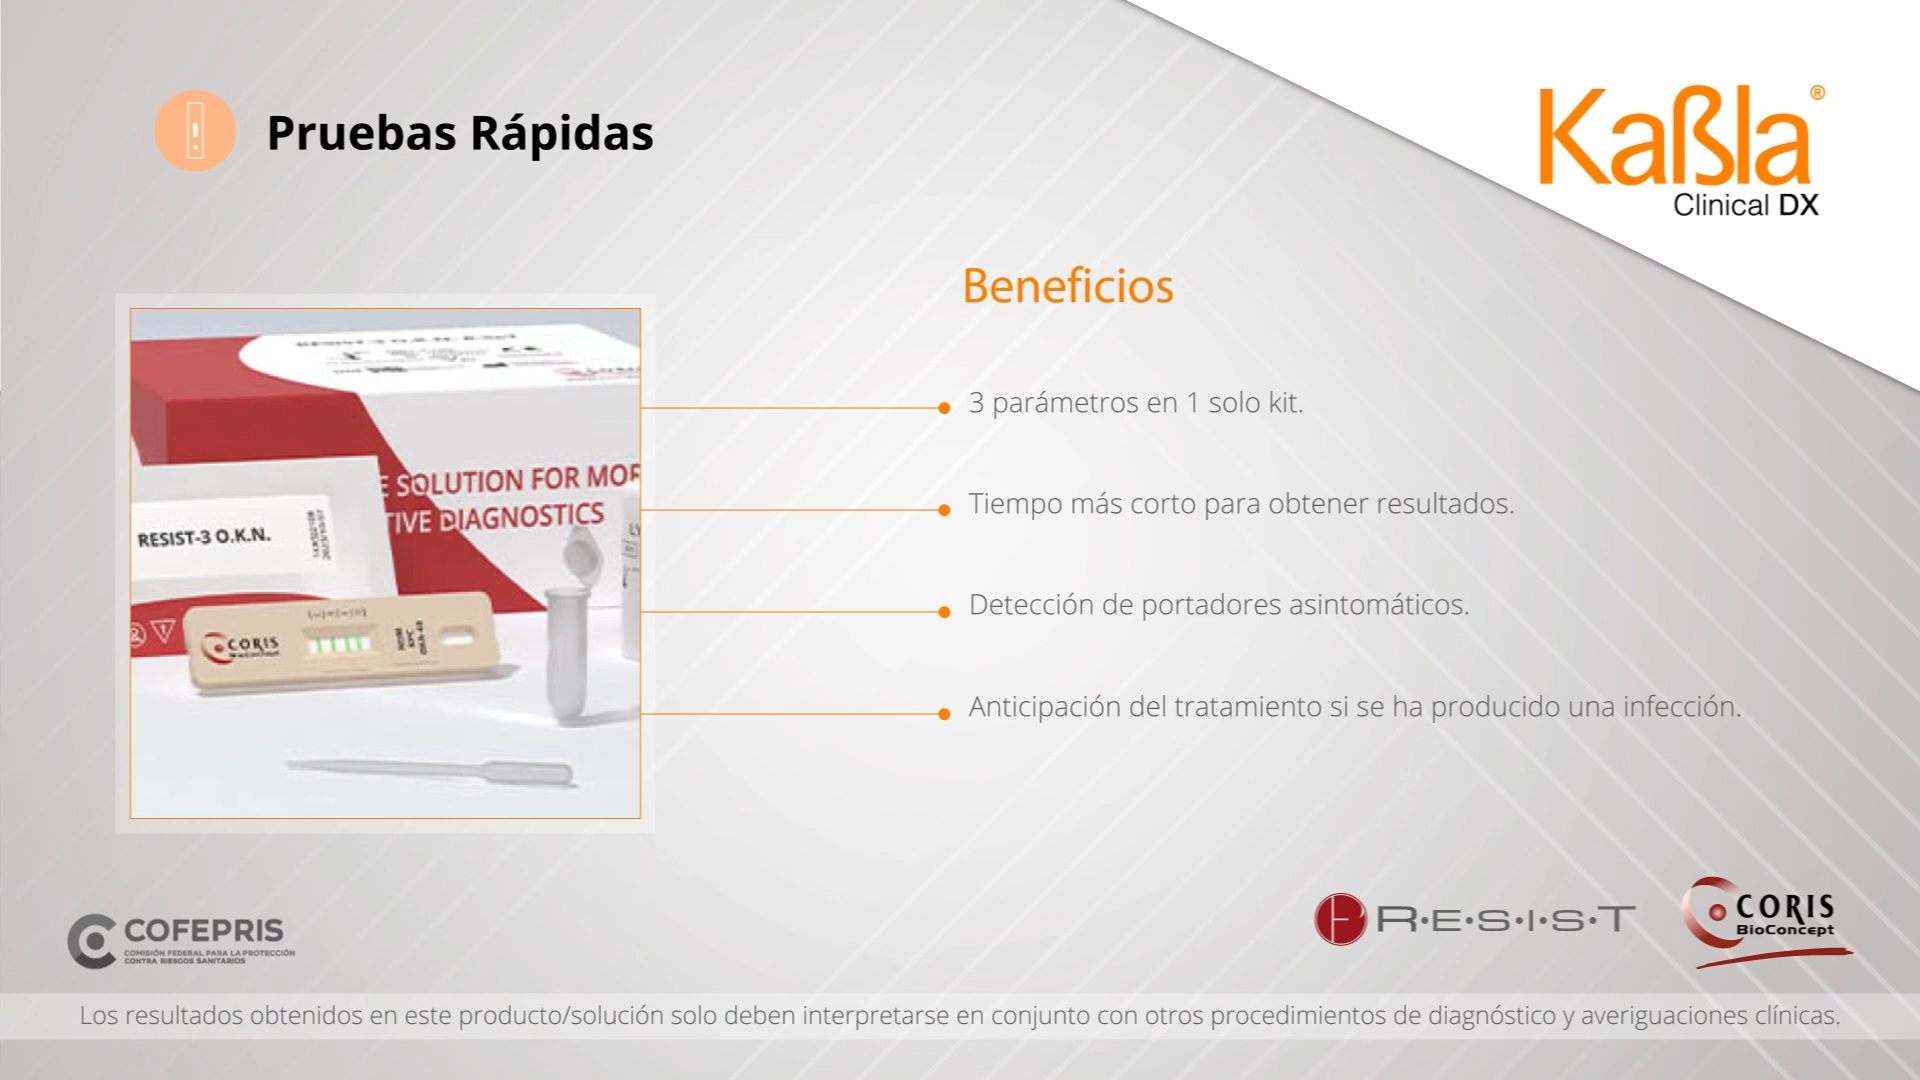 Pruebas Rápidas
Kaßla®
Clinical DX
Beneficios
3 parámetros en 1 solo kit.
Tiempo más corto para obtener resultados.
Detección de portadores asintomáticos.
Anticipación del tratamiento si se ha producido una infección.
SOLUTION FOR
TIVE DIAGNOSTICS
RESIST-3 O.K.N.
CORIS
COFEPRIS
COMISIÓN FEDERAL PARA LA PROTECCIÓN
CONTRA RIESGOS SANITARIOS
R•E•S•I•S•T
CORIS
BioConcept
Los resultados obtenidos en este producto/solución solo deben interpretarse en conjunto con otros procedimientos de diagnóstico y averiguaciones clínicas.